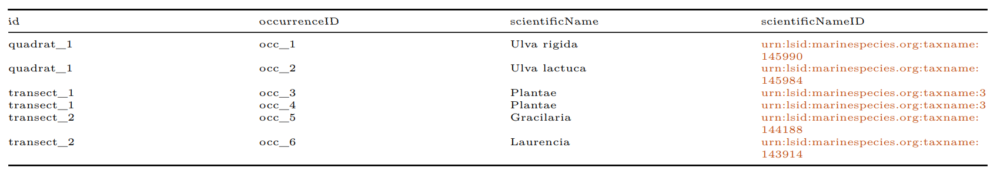 id occurrenceID scientificName scientificNameID
quadrat_1 occ_1 Ulva rigida urn:lsid:marinespecies.org:taxname:
145990
quadrat_1 occ_2 Ulva lactuca urn:lsid:marinespecies.org:taxname:
145984
transect_1 occ_3 Plantae urn:lsid:marinespecies.org:taxname:3
transect_1 occ_4 Plantae urn:lsid:marinespecies.org:taxname:3
transect_2 occ_5 Gracilaria urn:lsid:marinespecies.org:taxname:
144188
transect_2 occ_6 Laurencia urn:lsid:marinespecies.org:taxname:
143914